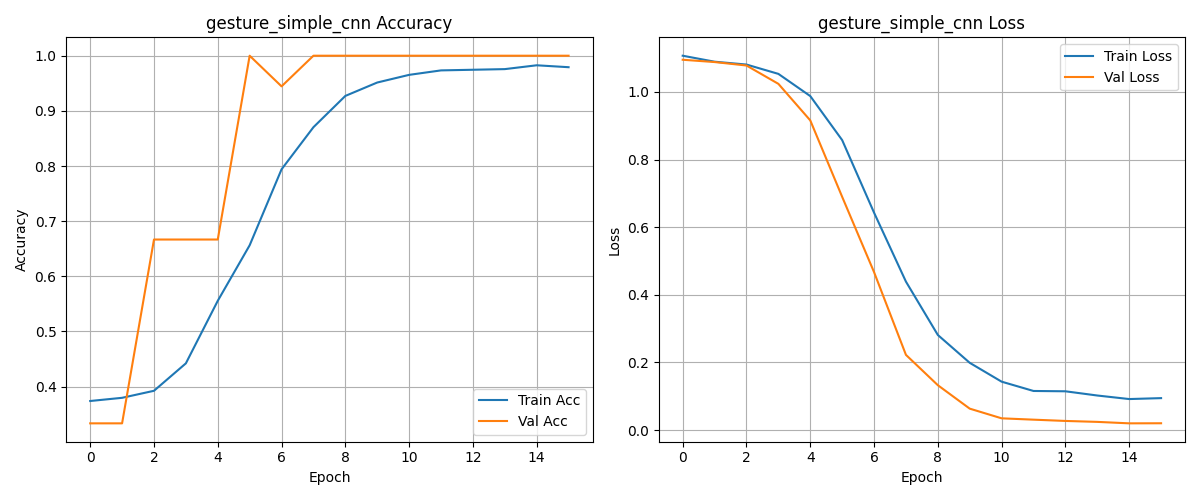 gesture_simple_cnn Accuracy
1.0
0.9
0.8
0.7
0.6
0.5
0.4
Accuracy
Train Acc
Val Acc
0 2 4 6 8 10 12 14
Epoch
gesture_simple_cnn Loss
Train Loss
Val Loss
1.0
0.8
0.6
0.4
0.2
0.0
Loss
0 2 4 6 8 10 12 14
Epoch